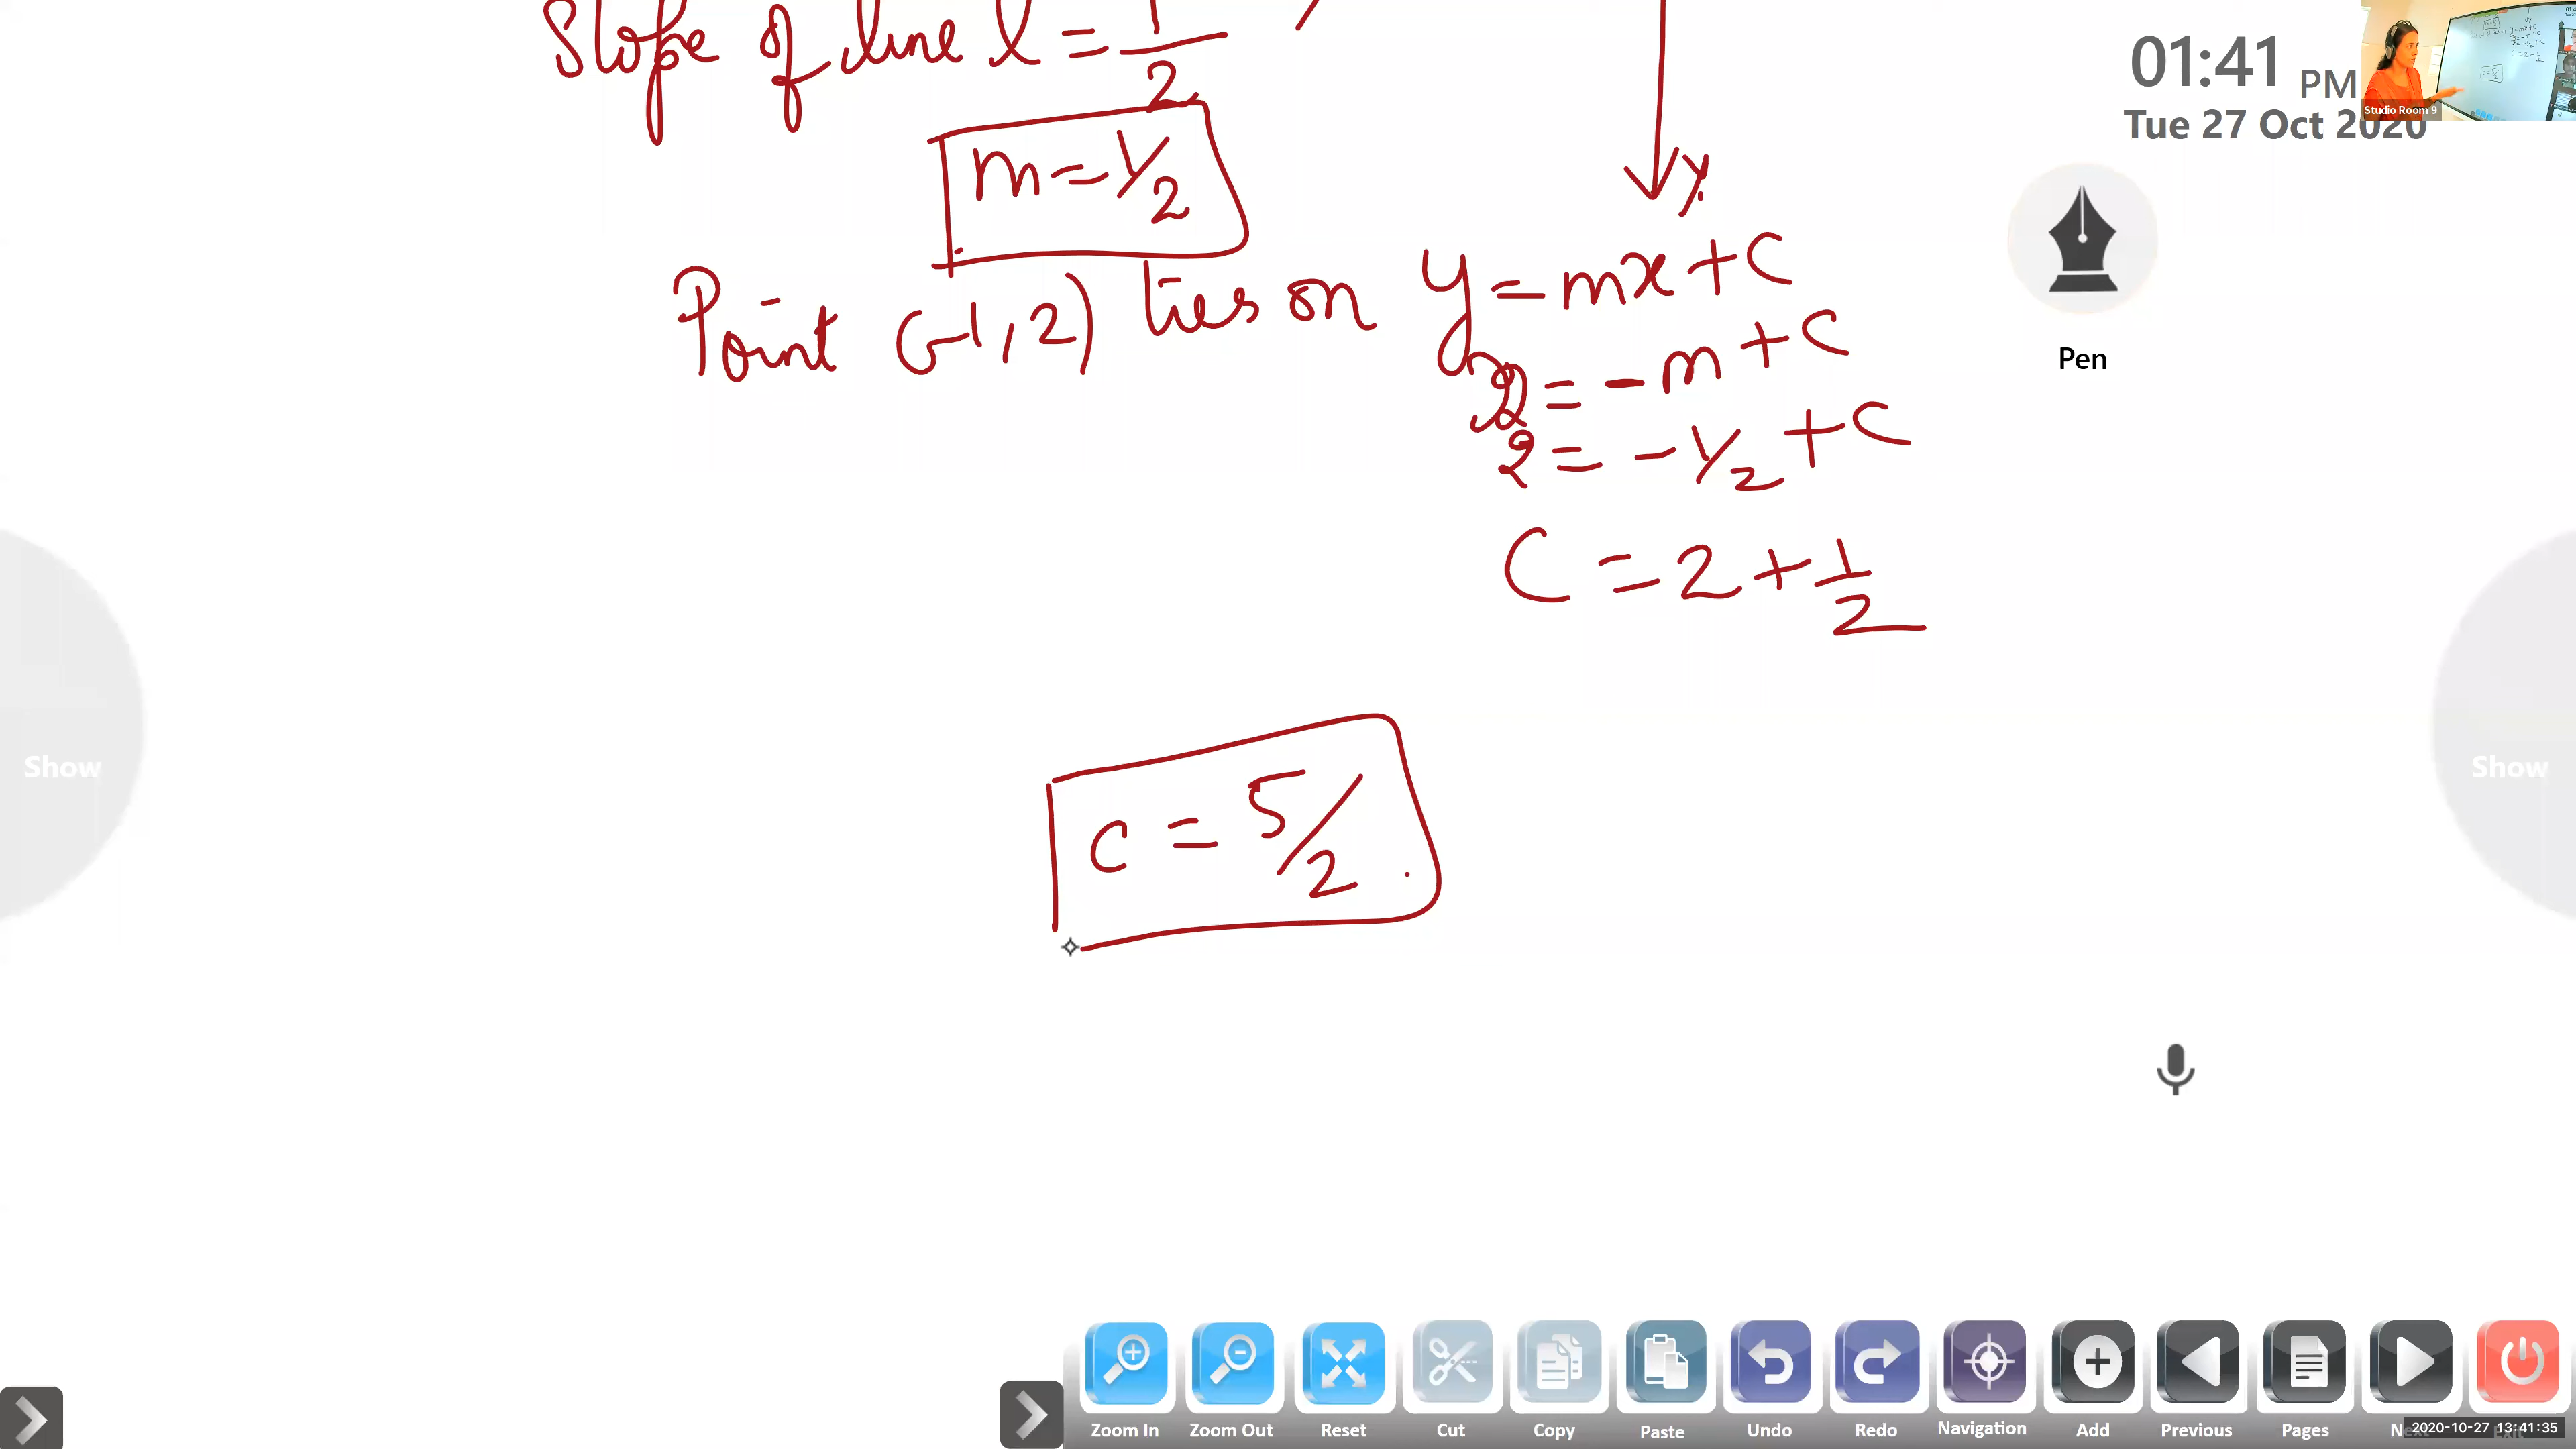 Slope of line l = 1/2
m = 1/2
Point (-1, 2) lies on y = mx + c
2 = - m + c
2 = - 1/2 + c
C = 2 + 1/2
c = 5/2 .
y
01:41 PM
Tue 27 Oct 2020
Studio Room 9
Pen
Show
Show
Zoom In
Zoom Out
Reset
Cut
Copy
Paste
Undo
Redo
Navigation
Add
Previous
Pages
2020-10-27 13:41:35